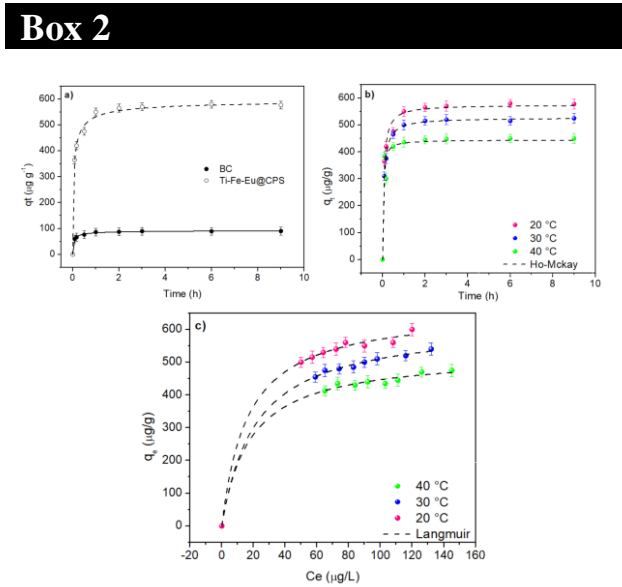 Box 2
a)
600
500
400
300
200
100
0
qt (µg g⁻¹)
BC
Ti-Fe-Eu@CPS
0 2 4 6 8 10
Time (h)
b)
600
500
400
300
200
100
0
qt (µg/g)
20 °C
30 °C
40 °C
Ho-Mckay
0 2 4 6 8 10
Time (h)
c)
600
500
400
300
200
100
0
qe (µg/g)
40 °C
30 °C
20 °C
Langmuir
-20 0 20 40 60 80 100 120 140 160
Ce (µg/L)